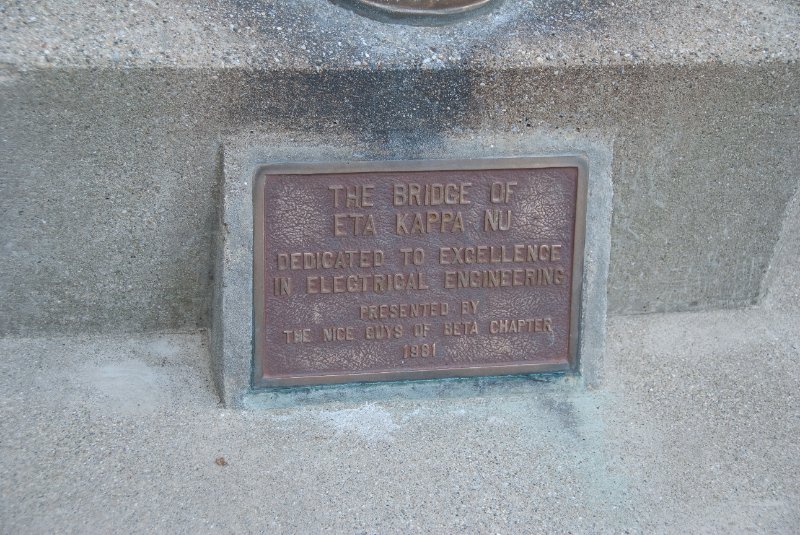 THE BRIDGE OF
ETA KAPPA NU
DEDICATED TO EXCELLENCE
IN ELECTRICAL ENGINEERING
PRESENTED BY
THE NICE GUYS OF BETA CHAPTER
1981